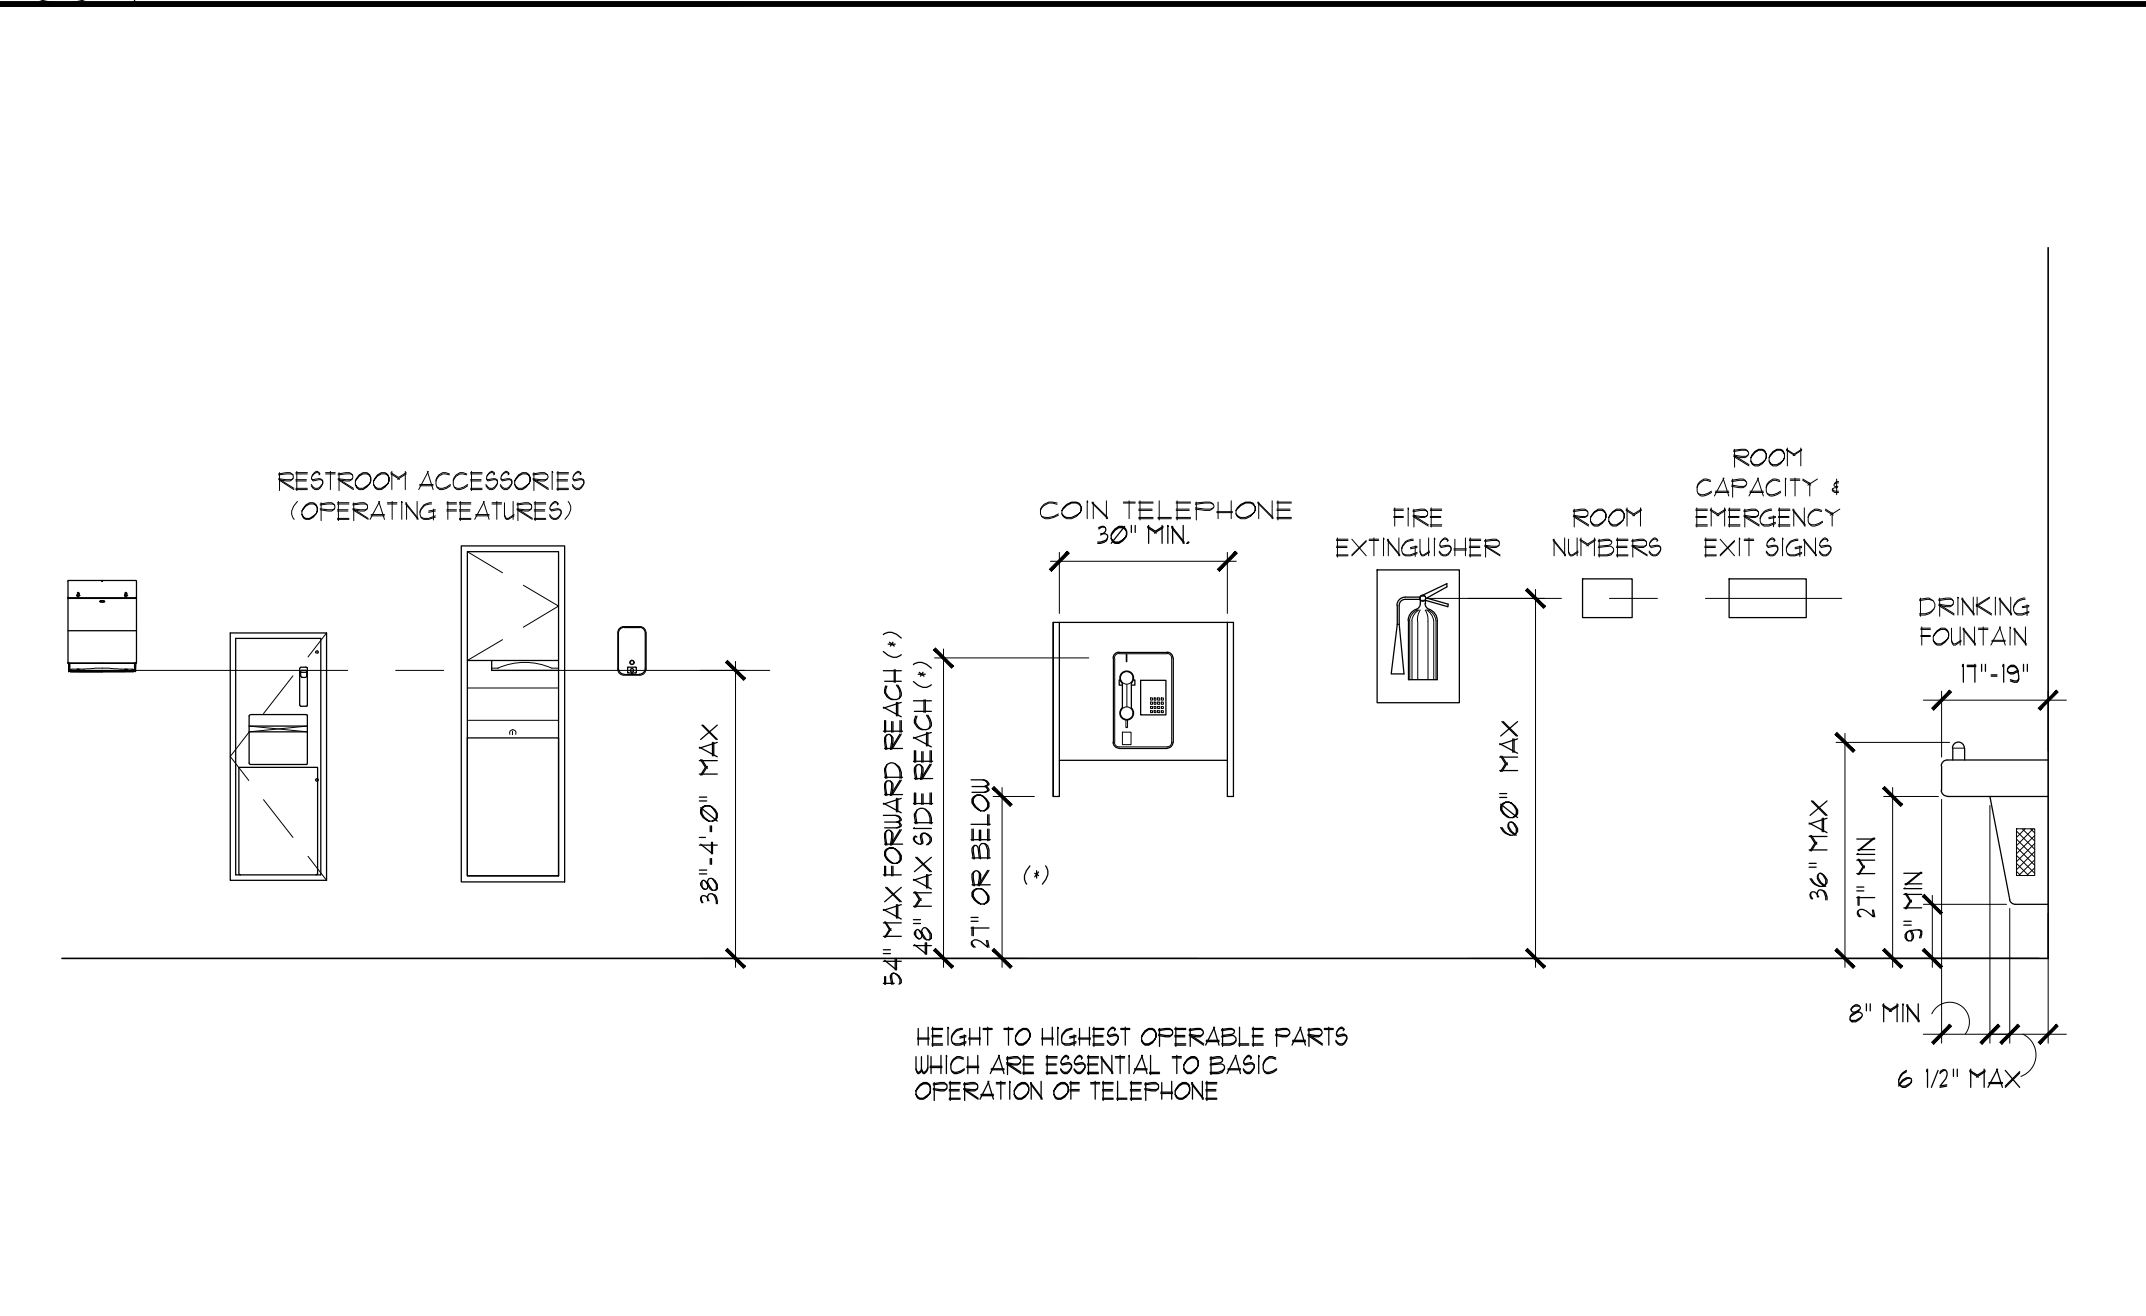 RESTROOM ACCESSORIES
(OPERATING FEATURES)
38"-4'-0" MAX
54" MAX FORWARD REACH (*)
48" MAX SIDE REACH (*)
27" OR BELOW
(*)
COIN TELEPHONE
30" MIN.
HEIGHT TO HIGHEST OPERABLE PARTS
WHICH ARE ESSENTIAL TO BASIC
OPERATION OF TELEPHONE
FIRE
EXTINGUISHER
60" MAX
ROOM
NUMBERS
ROOM
CAPACITY &
EMERGENCY
EXIT SIGNS
DRINKING
FOUNTAIN
17"-19"
36" MAX
27" MIN
9" MIN
8" MIN
6 1/2" MAX